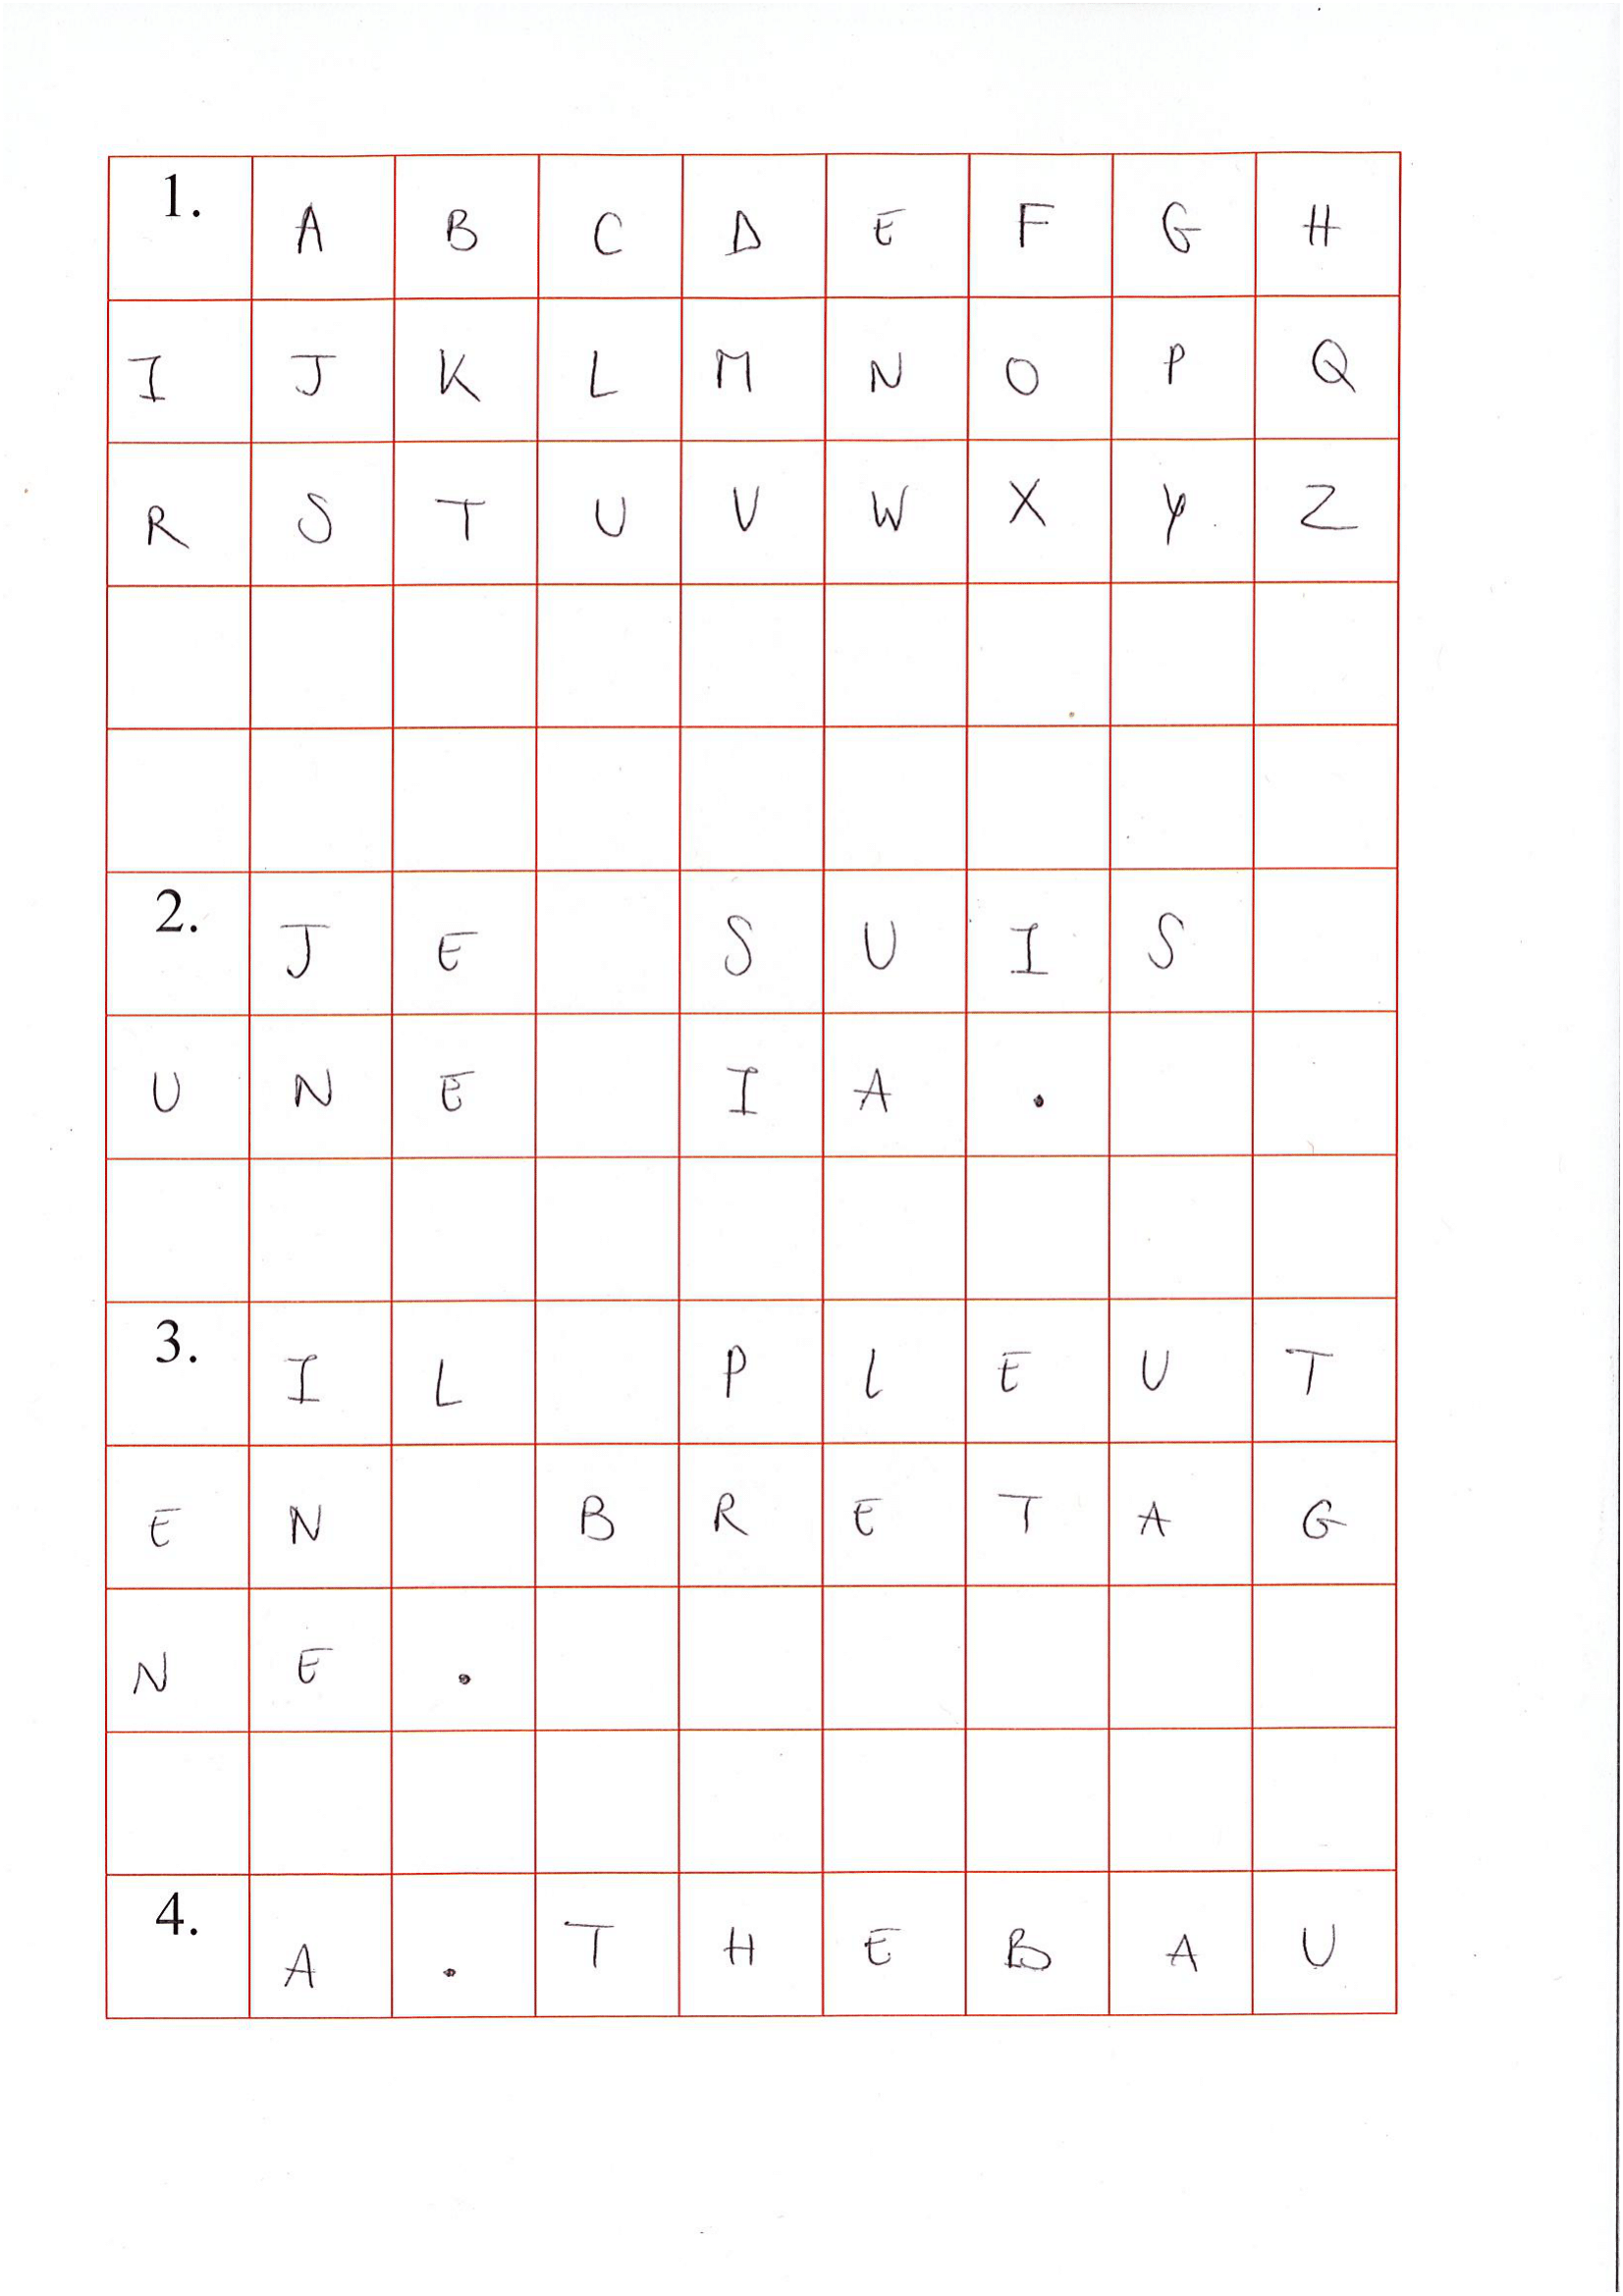 1. A B C D E F G H
I J K L M N O P Q
R S T U V W X Y Z
2. J E S U I S
U N E I A .
3. I L P L E U T
E N B R E T A G
N E .
4. A . T H E B A U